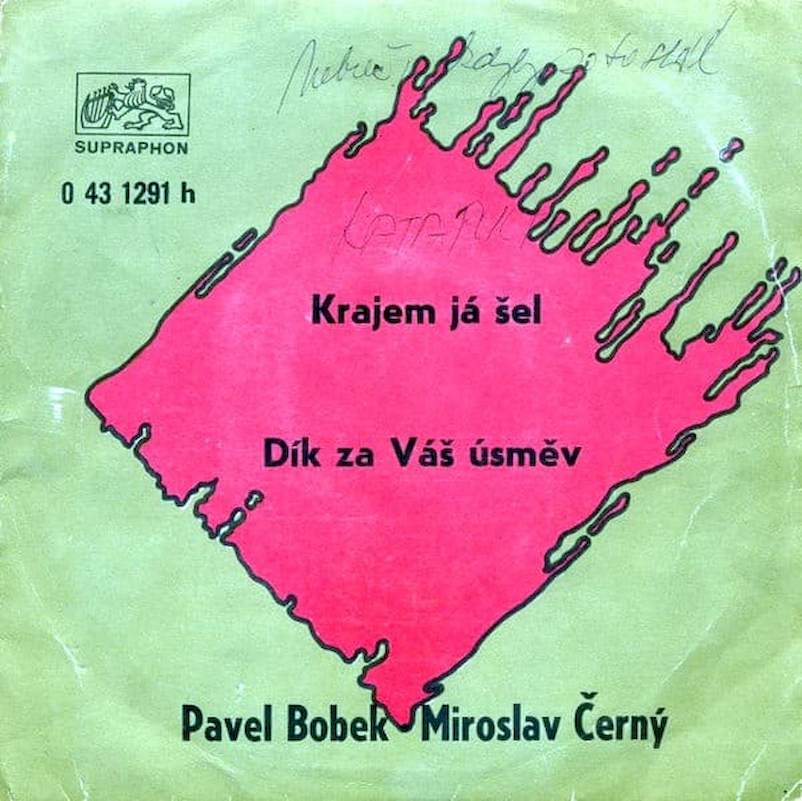 SUPRAPHON
0 43 1291 h
Krajem já šel
Dík za Váš úsměv
Pavel Bobek Miroslav Černý